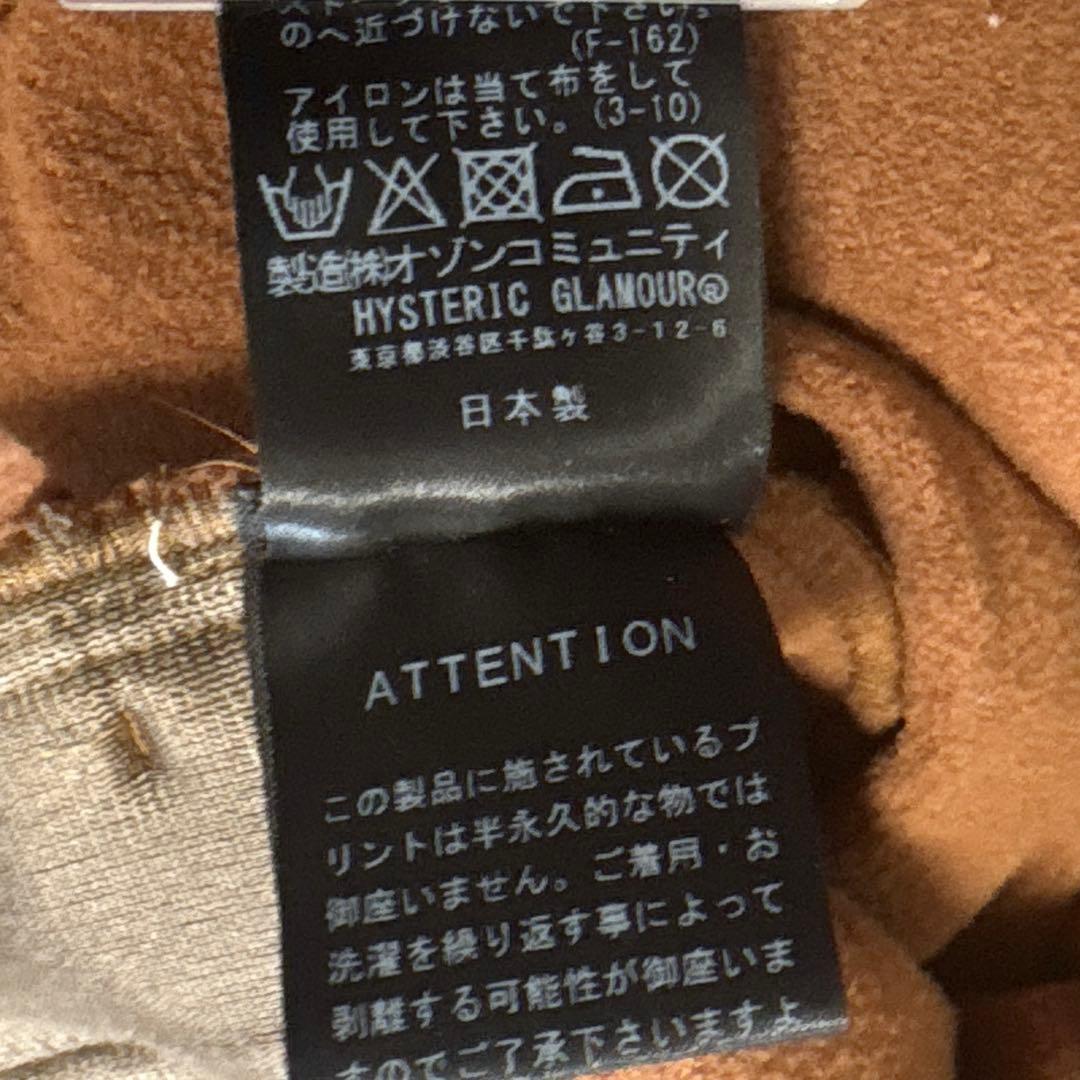 のへ近づけないで下さい。
(F-162)
アイロンは当て布をして
使用して下さい。(3-10)
製造㈱オゾンコミュニティ
HYSTERIC GLAMOUR®
東京都渋谷区千駄ヶ谷3-12-6
日本製
ATTENTION
この製品に施されているプ
リントは半永久的な物では
御座いません。ご着用・お
洗濯を繰り返す事によって
剥離する可能性が御座いま
すのでご了承下さいますよ